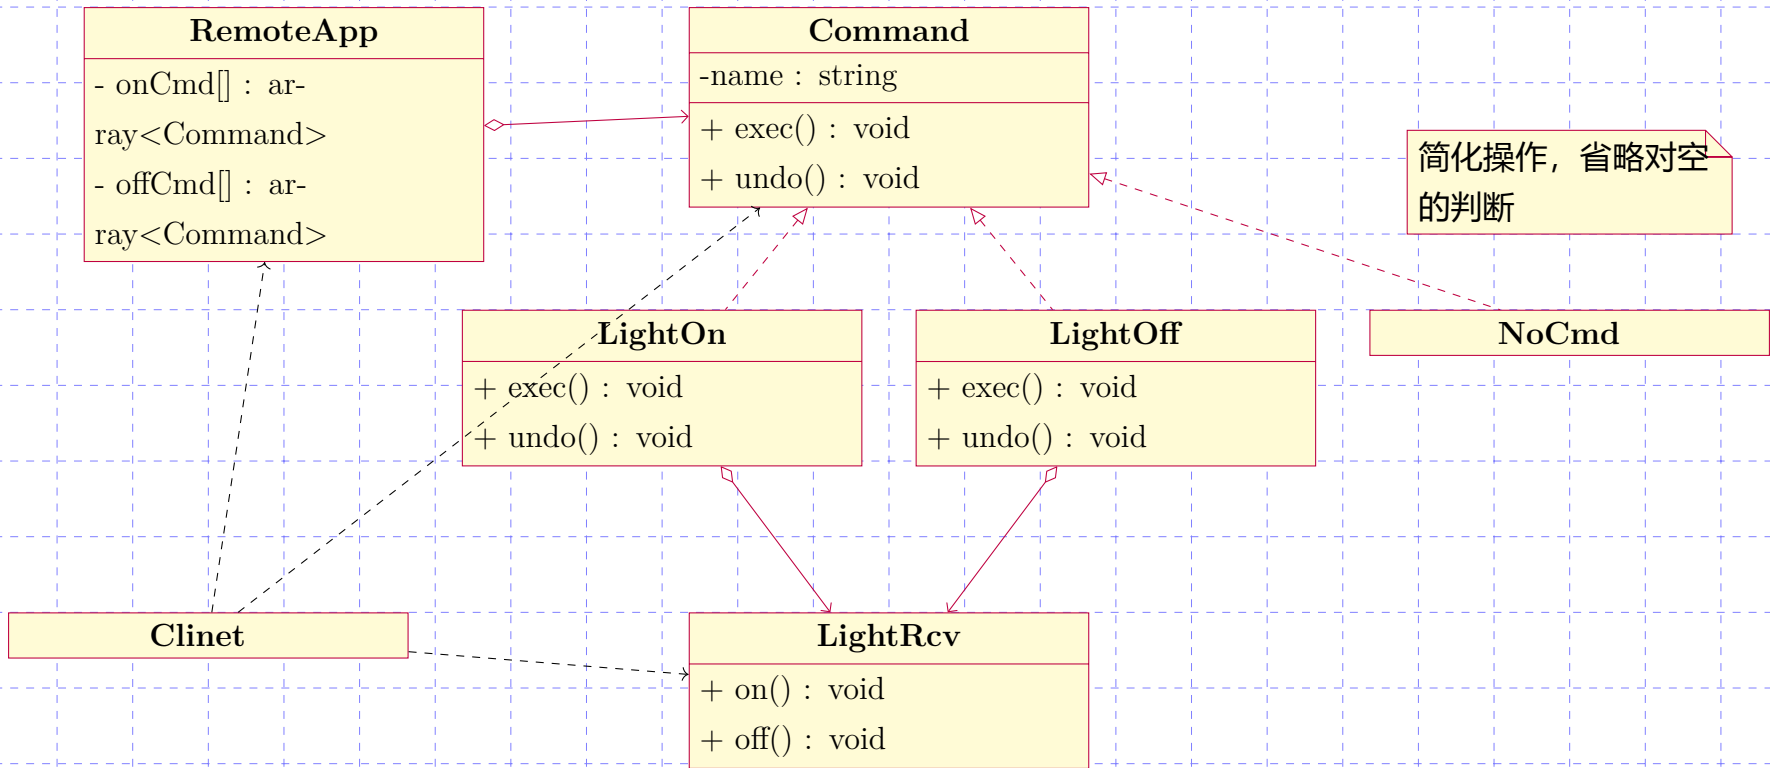 RemoteApp
- onCmd[] : ar-
ray<Command>
- offCmd[] : ar-
ray<Command>
Command
-name : string
+ exec() : void
+ undo() : void
简化操作，省略对空
的判断
LightOn
+ exec() : void
+ undo() : void
LightOff
+ exec() : void
+ undo() : void
NoCmd
Clinet
LightRcv
+ on() : void
+ off() : void